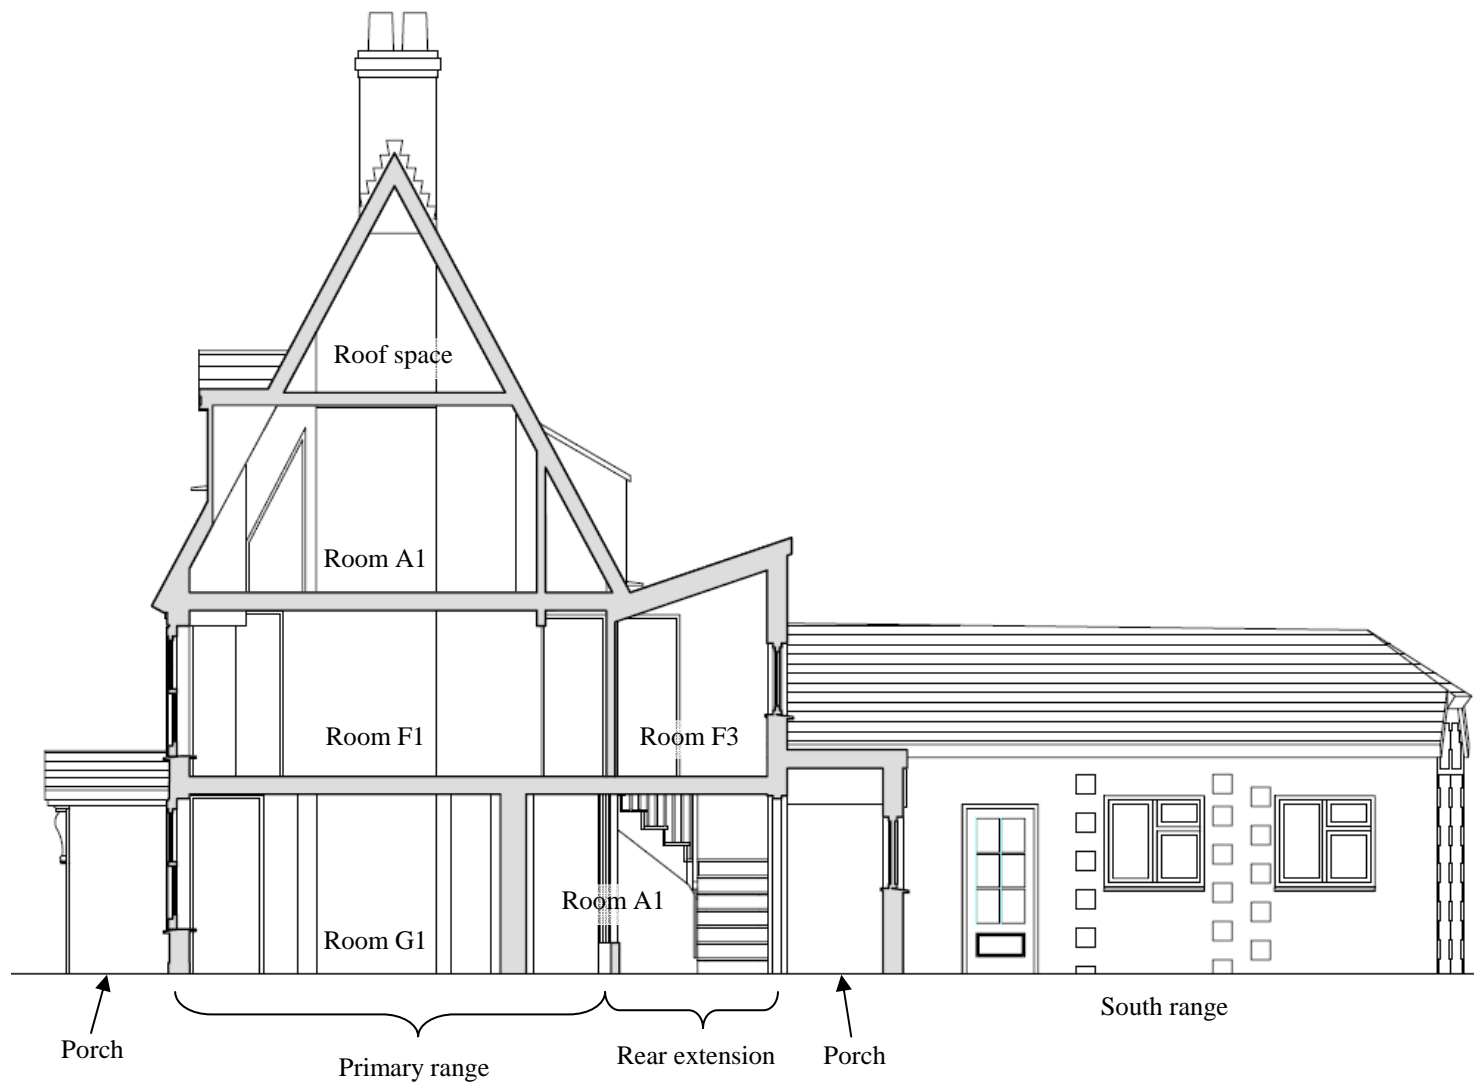 Roof space
Room A1
Room F1
Room F3
Room A1
Room G1
South range
Porch
Primary range
Rear extension
Porch